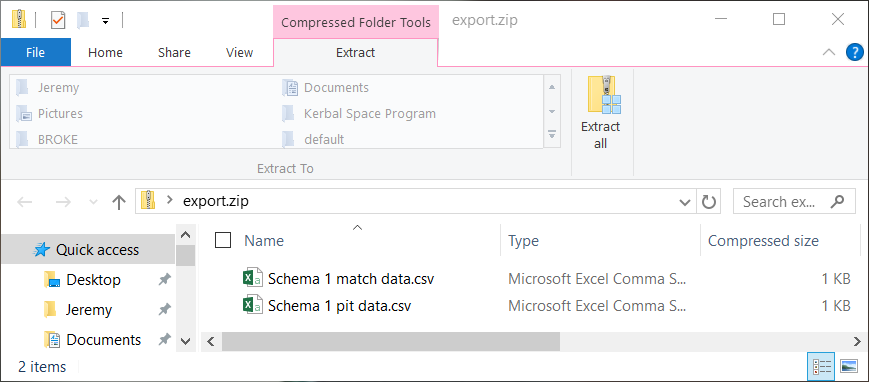 Compressed Folder Tools export.zip
File Home Share View Extract
Jeremy Documents
Pictures Kerbal Space Program
BROKE default
Extract all
Extract To
export.zip Search ex...
Quick access Name Type Compressed size
Desktop Schema 1 match data.csv Microsoft Excel Comma S... 1 KB
Jeremy Schema 1 pit data.csv Microsoft Excel Comma S... 1 KB
Documents
2 items